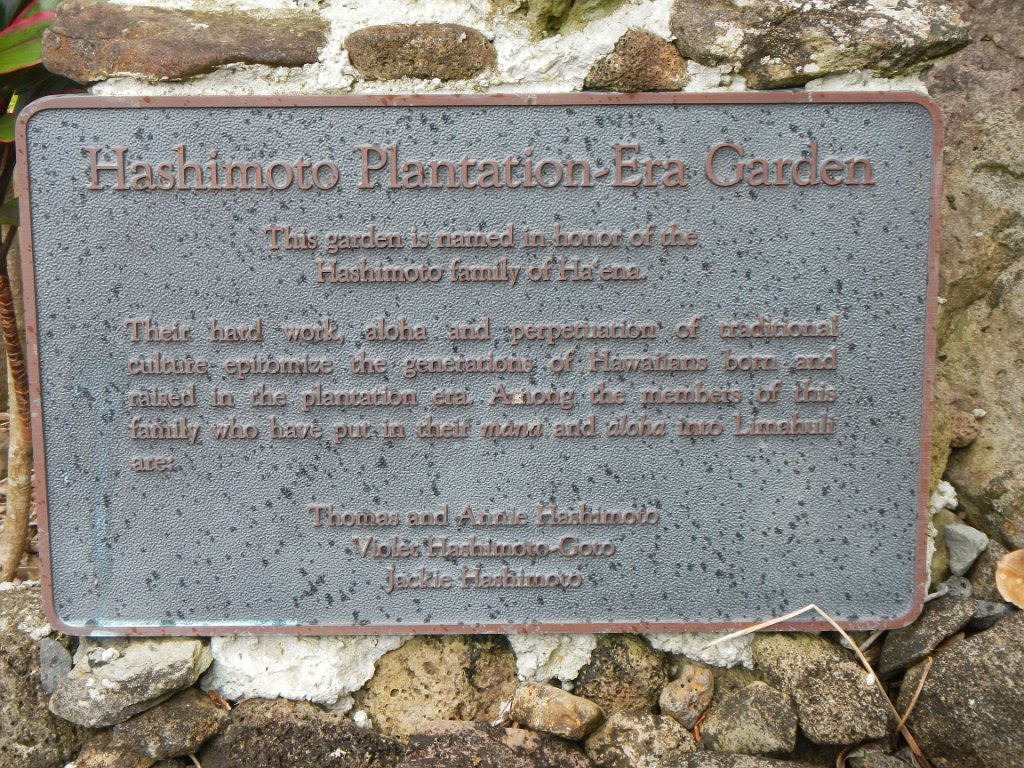 Hashimoto Plantation-Era Garden
This garden is named in honor of the
Hashimoto family of Haʻena.
Their hard work, aloha and perpetuation of traditional
culture epitomize the generations of Hawaiians born and
raised in the plantation era. Among the members of this
family who have put in their mana and aloha into Limahuli
are:
Thomas and Annie Hashimoto
Violet Hashimoto-Goto
Jackie Hashimoto